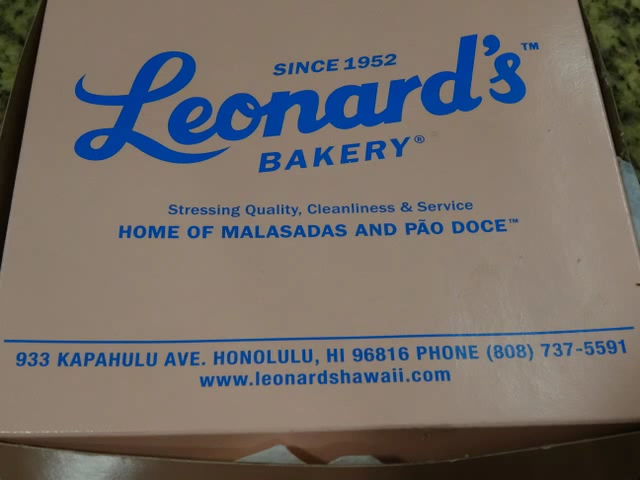 SINCE 1952
Leonard's™
BAKERY®
Stressing Quality, Cleanliness & Service
HOME OF MALASADAS AND PÃO DOCE™
933 KAPAHULU AVE. HONOLULU, HI 96816 PHONE (808) 737-5591
www.leonardshawaii.com